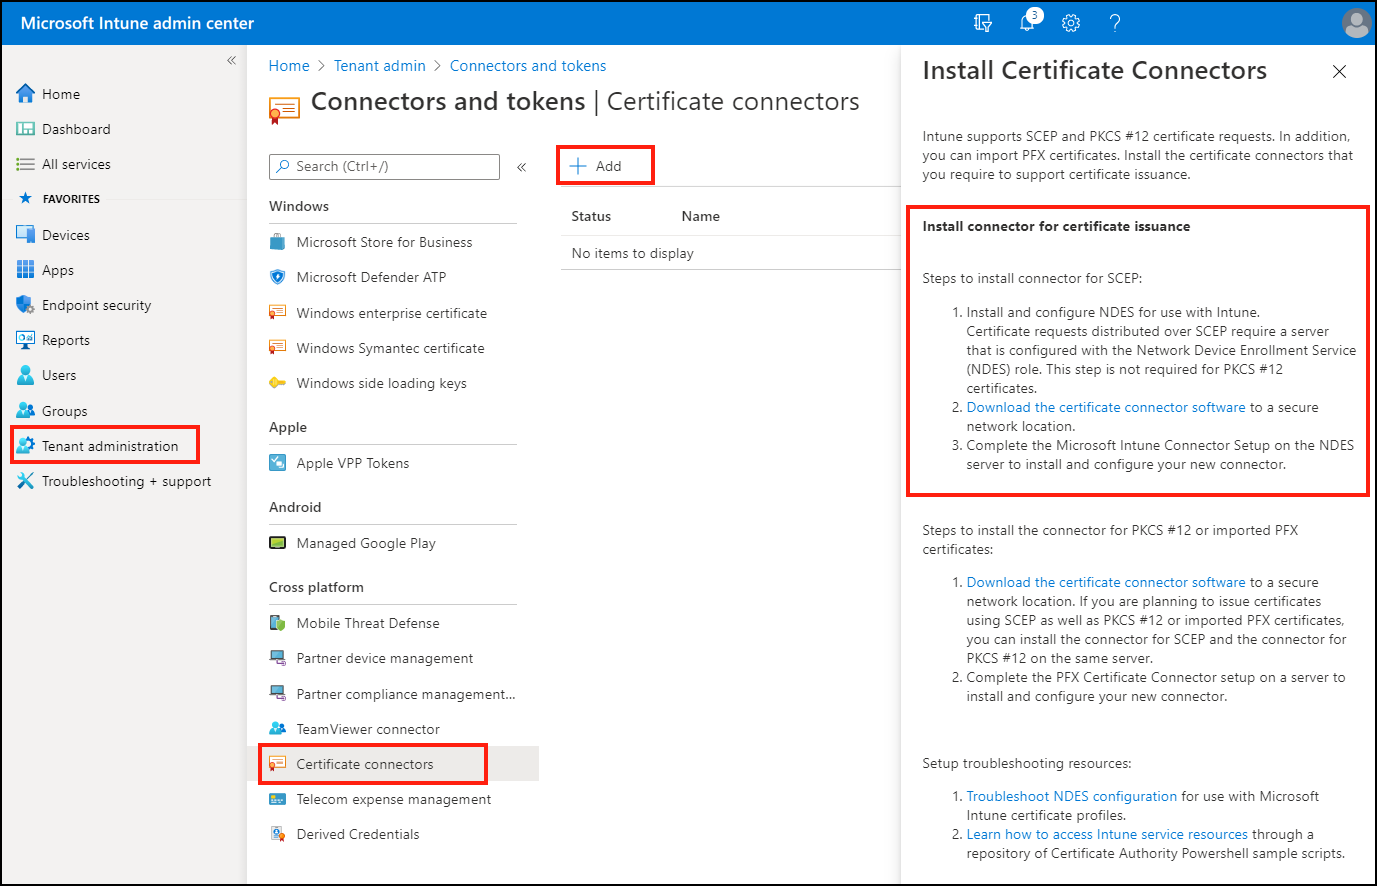 Microsoft Intune admin center
3
Home
Dashboard
All services
FAVORITES
Devices
Apps
Endpoint security
Reports
Users
Groups
Tenant administration
Troubleshooting + support
Home > Tenant admin > Connectors and tokens
Connectors and tokens | Certificate connectors
Search (Ctrl+/)
Windows
Microsoft Store for Business
Microsoft Defender ATP
Windows enterprise certificate
Windows Symantec certificate
Windows side loading keys
Apple
Apple VPP Tokens
Android
Managed Google Play
Cross platform
Mobile Threat Defense
Partner device management
Partner compliance management...
TeamViewer connector
Certificate connectors
Telecom expense management
Derived Credentials
Add
Status Name
No items to display
Install Certificate Connectors
Intune supports SCEP and PKCS #12 certificate requests. In addition,
you can import PFX certificates. Install the certificate connectors that
you require to support certificate issuance.
Install connector for certificate issuance
Steps to install connector for SCEP:
1. Install and configure NDES for use with Intune.
Certificate requests distributed over SCEP require a server
that is configured with the Network Device Enrollment Service
(NDES) role. This step is not required for PKCS #12
certificates.
2. Download the certificate connector software to a secure
network location.
3. Complete the Microsoft Intune Connector Setup on the NDES
server to install and configure your new connector.
Steps to install the connector for PKCS #12 or imported PFX
certificates:
1. Download the certificate connector software to a secure
network location. If you are planning to issue certificates
using SCEP as well as PKCS #12 or imported PFX certificates,
you can install the connector for SCEP and the connector for
PKCS #12 on the same server.
2. Complete the PFX Certificate Connector setup on a server to
install and configure your new connector.
Setup troubleshooting resources:
1. Troubleshoot NDES configuration for use with Microsoft
Intune certificate profiles.
2. Learn how to access Intune service resources through a
repository of Certificate Authority Powershell sample scripts.